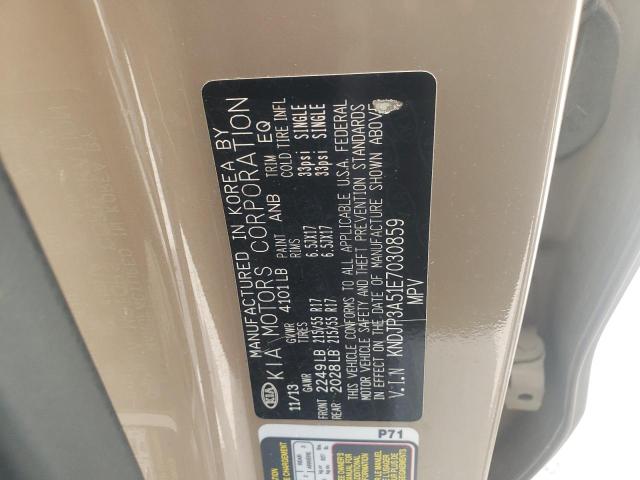 MANUFACTURED IN KOREA BY
KIA KIA MOTORS CORPORATION
11/13 GVWR 4101LB PAINT ANB TRIM EQ
GAWR TIRES RIMS COLD TIRE INFL
FRONT 2249LB 215/55 R17 6.5JX17 33psi SINGLE
REAR 2028LB 215/55 R17 6.5JX17 33psi SINGLE
THIS VEHICLE CONFORMS TO ALL APPLICABLE U.S.A. FEDERAL
MOTOR VEHICLE SAFETY AND THEFT PREVENTION STANDARDS
IN EFFECT ON THE DATE OF MANUFACTURE SHOWN ABOVE
V.I.N KNDJP3A51E7030859
MPV
P71